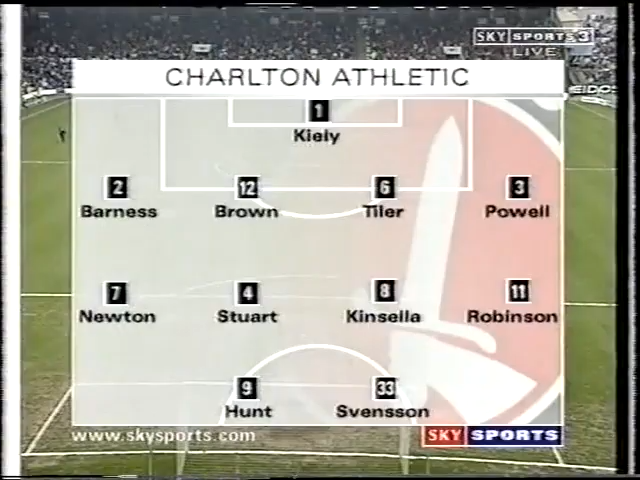 SKY SPORTS 3
LIVE
CHARLTON ATHLETIC
EIDOS
1
Kiely
2 12 6 3
Barness Brown Tiler Powell
7 4 8 11
Newton Stuart Kinsella Robinson
9 33
Hunt Svensson
www.skysports.com SKY SPORTS